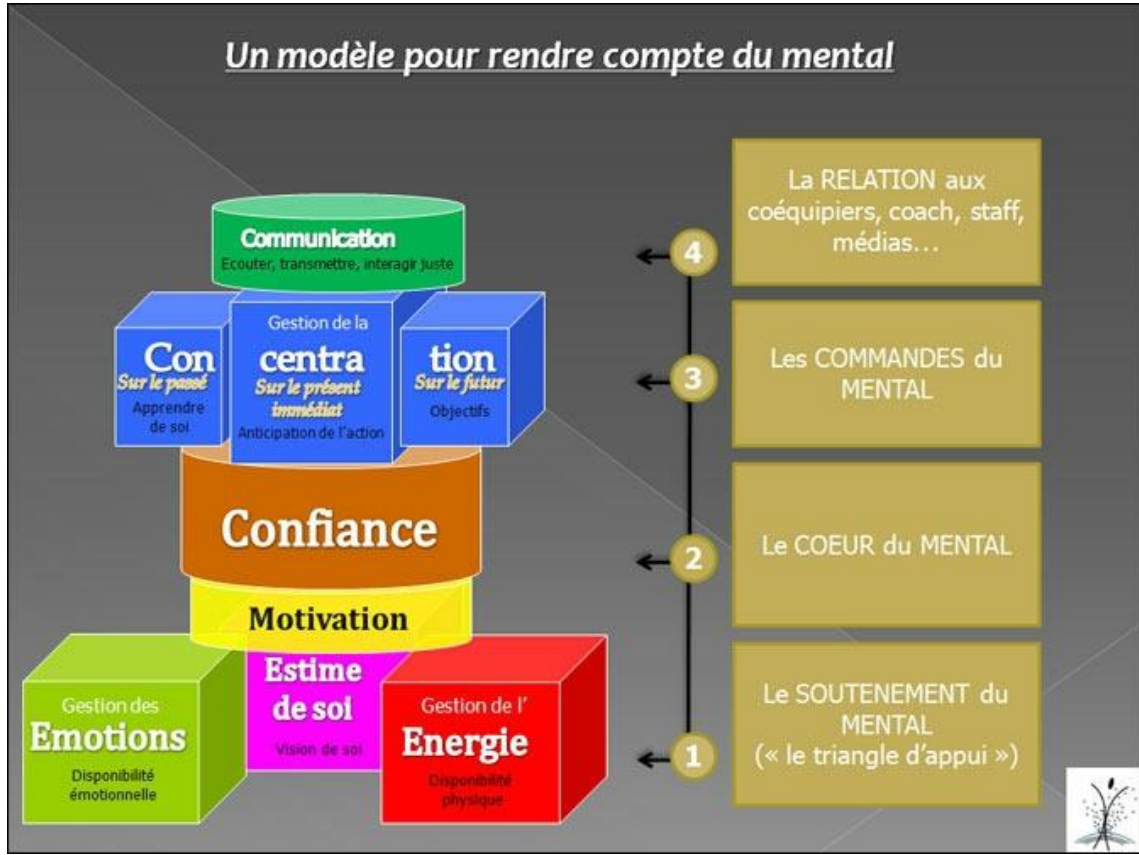 Un modèle pour rendre compte du mental
Communication
Ecouter, transmettre, interagir juste
Con
Sur le passé
Apprendre
de soi
Gestion de la
centra
Sur le présent
immédiat
Anticipation de l'action
tion
Sur le futur
Objectifs
Confiance
Motivation
Gestion des
Emotions
Disponibilité
émotionnelle
Estime
de soi
Vision de soi
Gestion de l'
Energie
Disponibilité
physique
4
La RELATION aux
coéquipiers, coach, staff,
médias...
3
Les COMMANDES du
MENTAL
2
Le COEUR du MENTAL
1
Le SOUTENEMENT du
MENTAL
(« le triangle d'appui »)